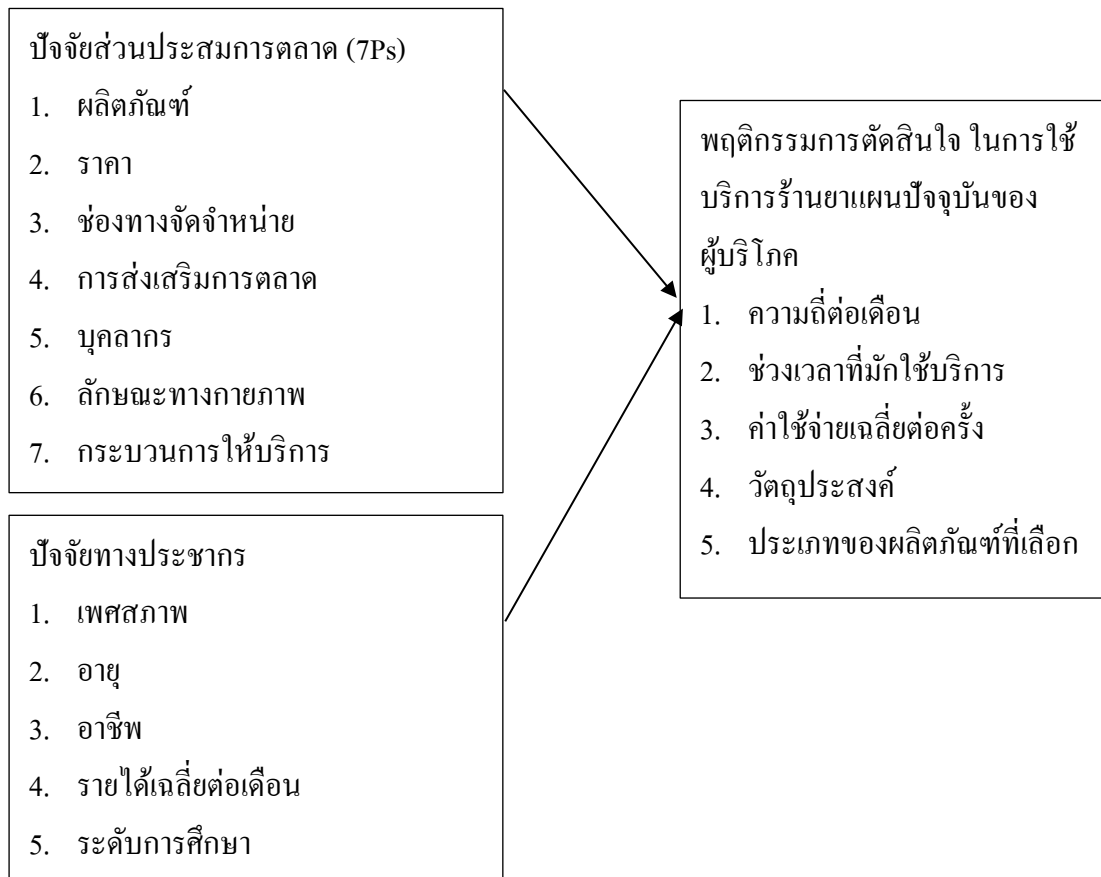 ปัจจัยส่วนประสมการตลาด (7Ps)
1. ผลิตภัณฑ์
2. ราคา
3. ช่องทางจัดจำหน่าย
4. การส่งเสริมการตลาด
5. บุคลากร
6. ลักษณะทางกายภาพ
7. กระบวนการให้บริการ
ปัจจัยทางประชากร
1. เพศสภาพ
2. อายุ
3. อาชีพ
4. รายได้เฉลี่ยต่อเดือน
5. ระดับการศึกษา
พฤติกรรมการตัดสินใจ ในการใช้
บริการร้านยาแผนปัจจุบันของ
ผู้บริโภค
1. ความถี่ต่อเดือน
2. ช่วงเวลาที่มักใช้บริการ
3. ค่าใช้จ่ายเฉลี่ยต่อครั้ง
4. วัตถุประสงค์
5. ประเภทของผลิตภัณฑ์ที่เลือก